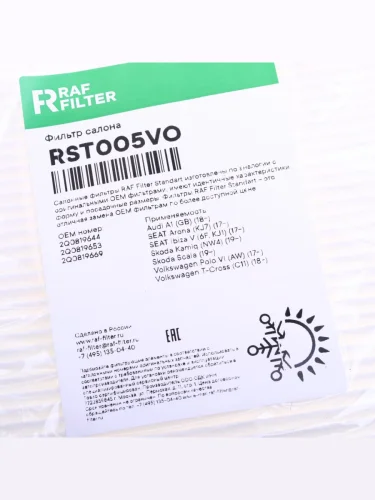 RAF
FILTER
Фильтр салона
RST005VO
Салонные фильтры RAF Filter Standart изготовлены по аналогии с
оригинальными OEM фильтрами, имеют идентичные характеристики
форму и посадочные размеры. Фильтры RAF Filter Standart - это
отличная замена OEM фильтрам по более доступной цене
OEM номер
2Q0819644
2Q0819653
2Q0819669
Применяемость
Audi A1 (GB) (18-)
SEAT Arona (KJ7) (17-)
SEAT Ibiza V (6F, KJ1) (17-)
Skoda Kamiq (NW4) (19-)
Skoda Scala (19-)
Volkswagen Polo VI (AW) (17-)
Volkswagen T-Cross (C11) (18-)
Сделано в России
www.raf-filter.ru
raf-filter@raf-filter.ru
+7 (495) 135-04-40
EAC